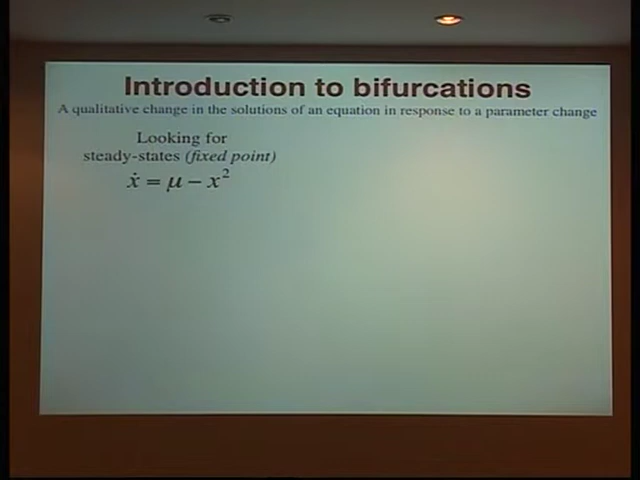 Introduction to bifurcations
A qualitative change in the solutions of an equation in response to a parameter change
Looking for
steady-states (fixed point)
ẋ = μ − x²